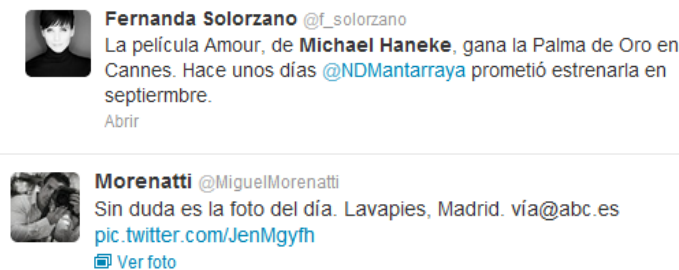 Fernanda Solorzano @f_solorzano
La película Amour, de Michael Haneke, gana la Palma de Oro en
Cannes. Hace unos días @NDMantarraya prometió estrenarla en
septiermbre.
Abrir
Morenatti @MiguelMorenatti
Sin duda es la foto del día. Lavapies, Madrid. vía@abc.es
pic.twitter.com/JenMgyfh
Ver foto